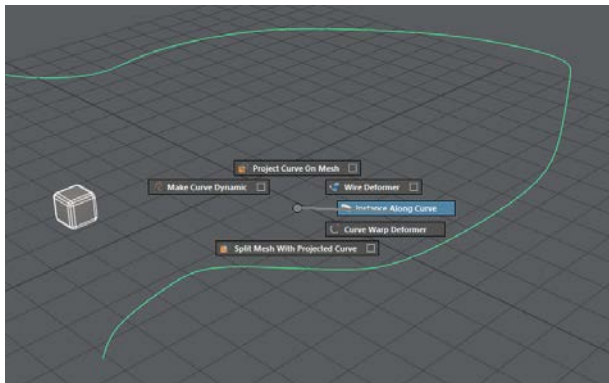 Project Curve On Mesh
Make Curve Dynamic
Wire Deformer
Instance Along Curve
Curve Warp Deformer
Split Mesh With Projected Curve